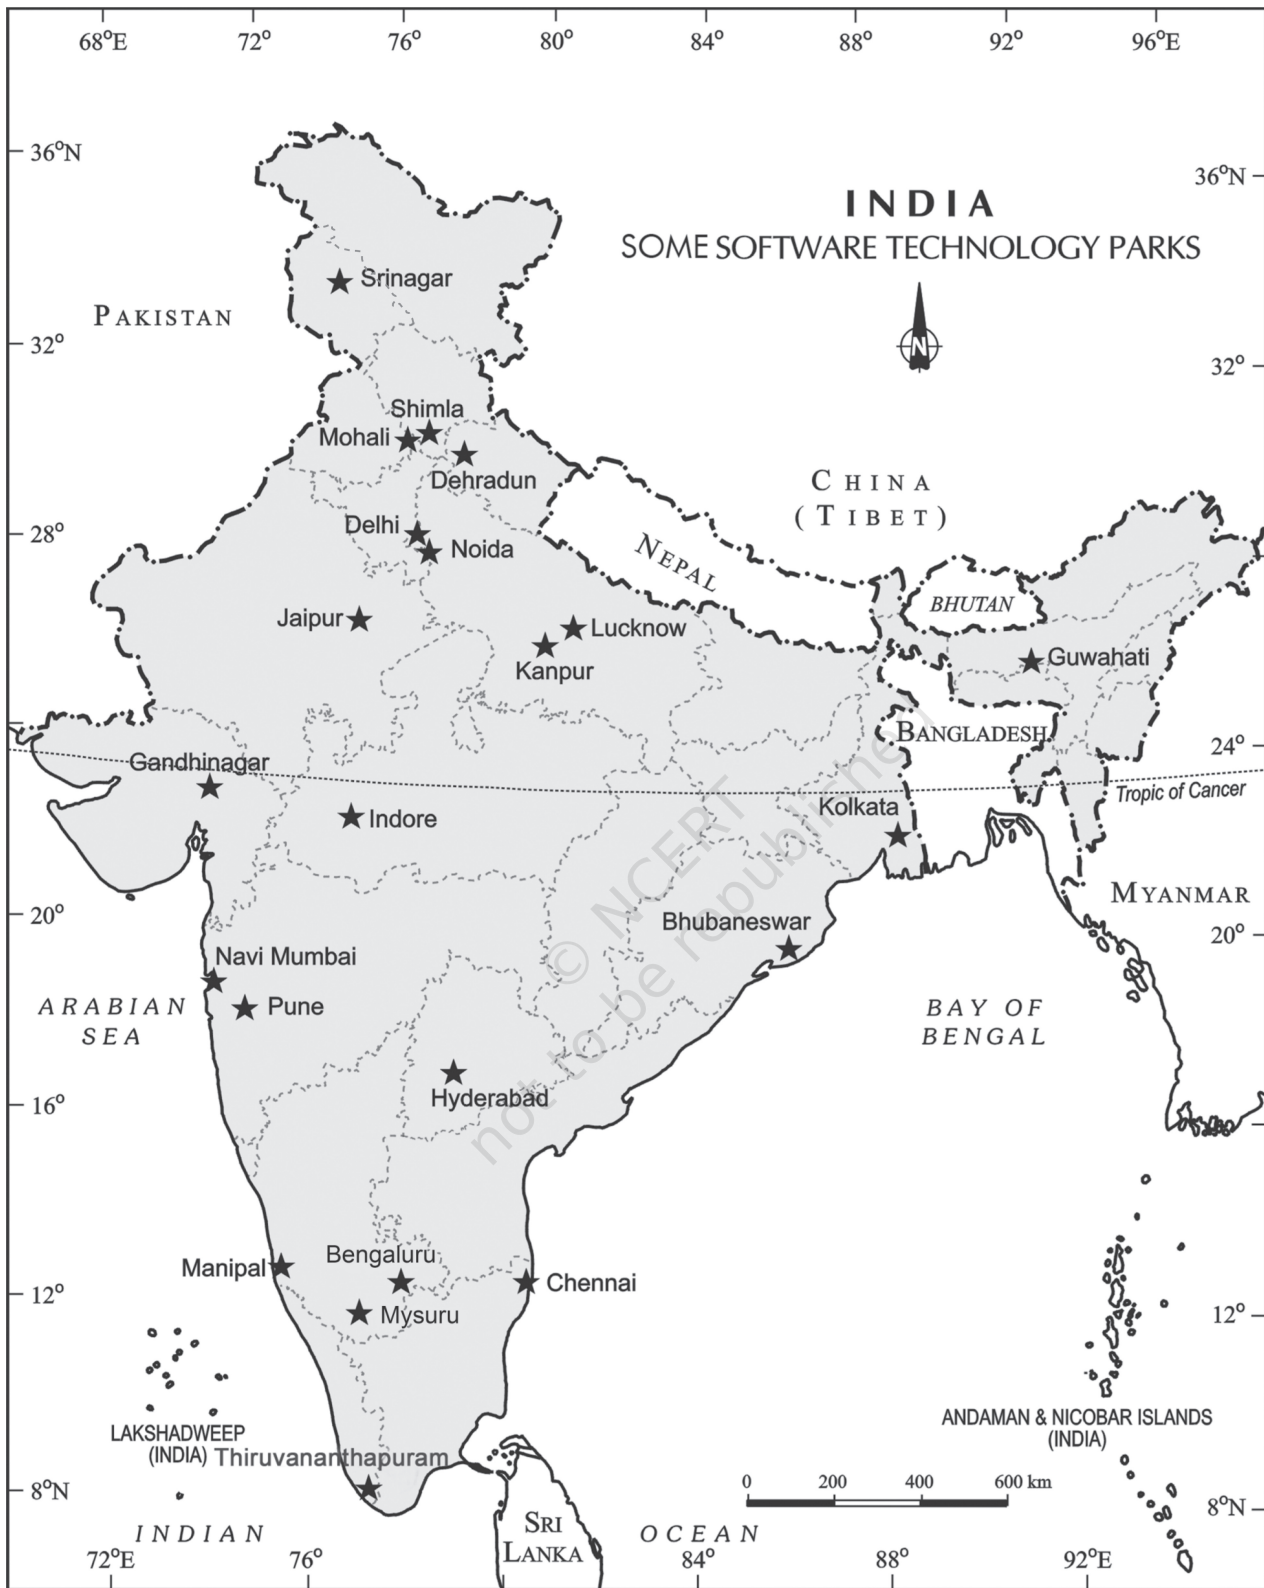 68°E
72°
76°
80°
84°
88°
92°
96°E
36°N
36°N
INDIA
SOME SOFTWARE TECHNOLOGY PARKS
N
Srinagar
PAKISTAN
32°
32°
Shimla
Mohali
Dehradun
CHINA
(TIBET)
28°
Delhi
Noida
NEPAL
BHUTAN
Jaipur
Lucknow
Kanpur
Guwahati
BANGLADESH
24°
Gandhinagar
Tropic of Cancer
Indore
Kolkata
MYANMAR
20°
20°
Bhubaneswar
Navi Mumbai
Pune
ARABIAN
SEA
BAY OF
BENGAL
© NCERT
not to be republished
Hyderabad
16°
Manipal
Bengaluru
Chennai
12°
12°
Mysuru
LAKSHADWEEP
(INDIA)
ANDAMAN & NICOBAR ISLANDS
(INDIA)
Thiruvananthapuram
8°N
8°N
0 200 400 600 km
INDIAN
OCEAN
SRI
LANKA
72°E
76°
84°
88°
92°E